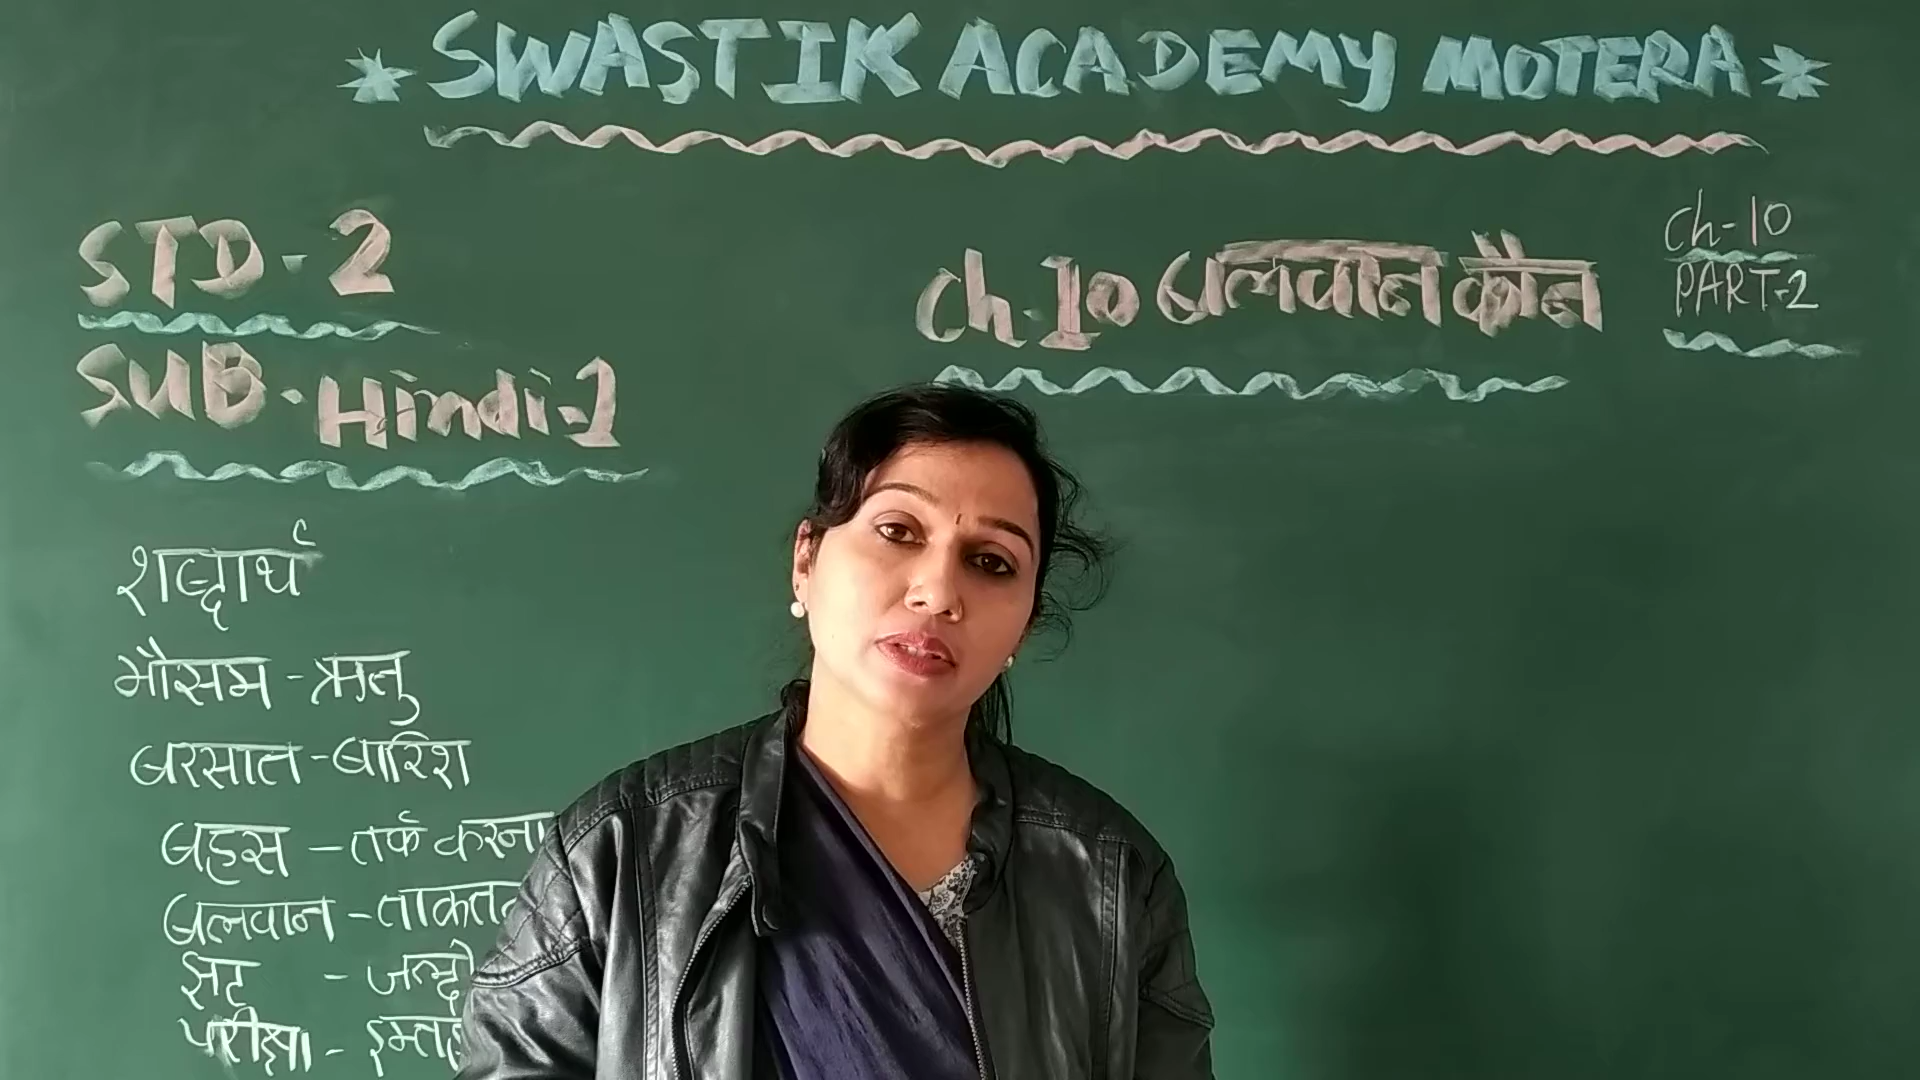 SWASTIK ACADEMY MOTERA
STD-2
SUB. Hindi-1
Ch.10 बलवान कौन
Ch-10
PART-2
शब्दार्थ
मौसम - ऋतु
बरसात - बारिश
बहस - तर्क करना
बलवान -
झट - जल्दी
परीक्षा -